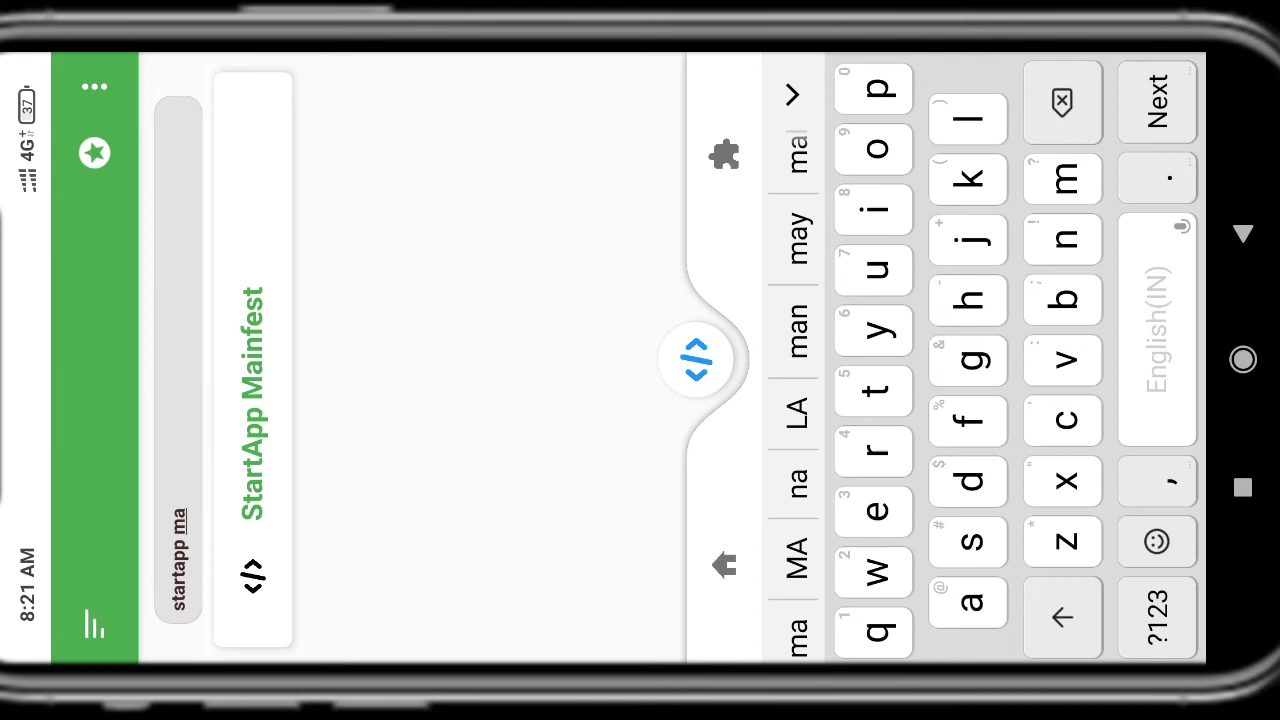 8:21 AM
4G+
37
startapp ma
</> StartApp Mainfest
</>
ma MA na LA man may mai
1 2 3 4 5 6 7 8 9 0
q w e r t y u i o p
@ # $ % & - + ( )
a s d f g h j k l
* " ' : ; ! ?
z x c v b n m
?123 , English(IN) . Next